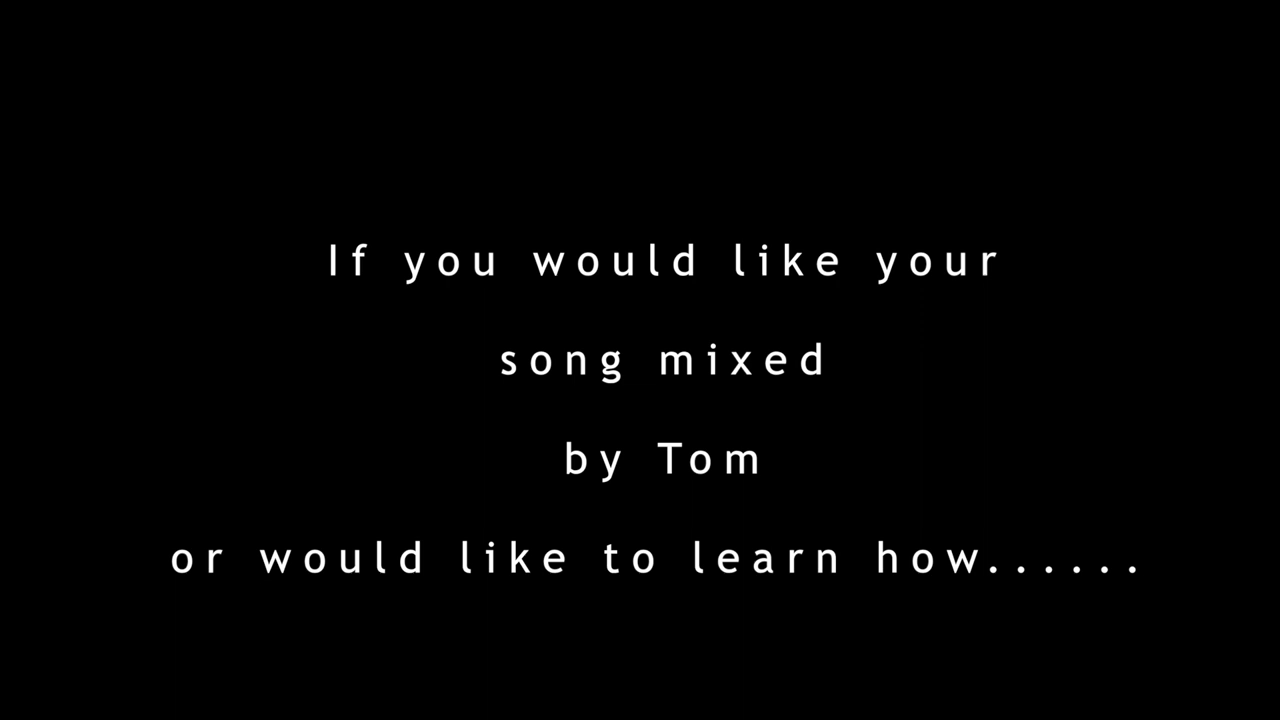 If you would like your
song mixed
by Tom
or would like to learn how......